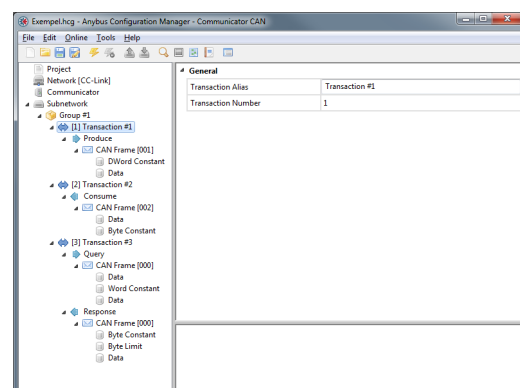 Exempel.hcg - Anybus Configuration Manager - Communicator CAN
File Edit Online Tools Help
Project
Network [CC-Link]
Communicator
Subnetwork
Group #1
[1] Transaction #1
Produce
CAN Frame [001]
DWord Constant
Data
[2] Transaction #2
Consume
CAN Frame [002]
Data
Byte Constant
[3] Transaction #3
Query
CAN Frame [000]
Data
Word Constant
Data
Response
CAN Frame [000]
Byte Constant
Byte Limit
Data
General
Transaction Alias Transaction #1
Transaction Number 1